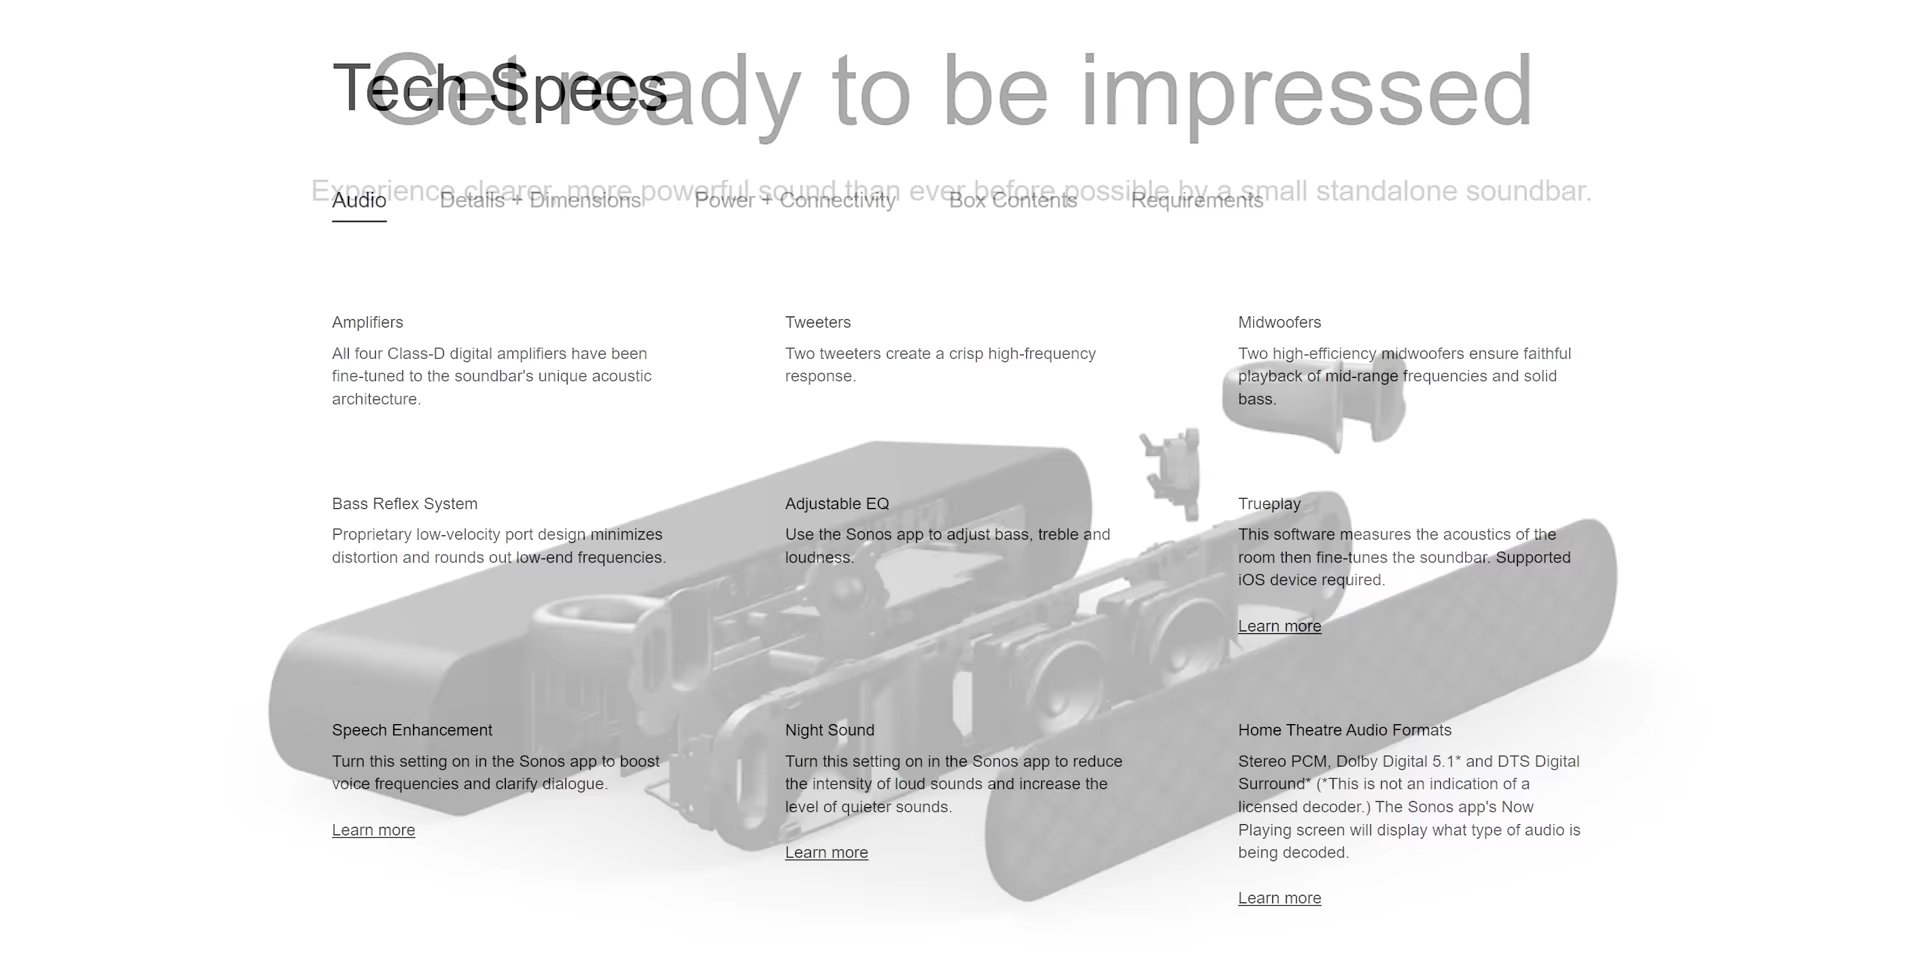 Get ready to be impressed
Tech Specs
Experience clearer, more powerful sound than ever before possible by a small standalone soundbar.
Audio Details + Dimensions Power + Connectivity Box Contents Requirements
Amplifiers
All four Class-D digital amplifiers have been
fine-tuned to the soundbar's unique acoustic
architecture.
Tweeters
Two tweeters create a crisp high-frequency
response.
Midwoofers
Two high-efficiency midwoofers ensure faithful
playback of mid-range frequencies and solid
bass.
Bass Reflex System
Proprietary low-velocity port design minimizes
distortion and rounds out low-end frequencies.
Adjustable EQ
Use the Sonos app to adjust bass, treble and
loudness.
Trueplay
This software measures the acoustics of the
room then fine-tunes the soundbar. Supported
iOS device required.
Learn more
Speech Enhancement
Turn this setting on in the Sonos app to boost
voice frequencies and clarify dialogue.
Learn more
Night Sound
Turn this setting on in the Sonos app to reduce
the intensity of loud sounds and increase the
level of quieter sounds.
Learn more
Home Theatre Audio Formats
Stereo PCM, Dolby Digital 5.1* and DTS Digital
Surround* (*This is not an indication of a
licensed decoder.) The Sonos app's Now
Playing screen will display what type of audio is
being decoded.
Learn more